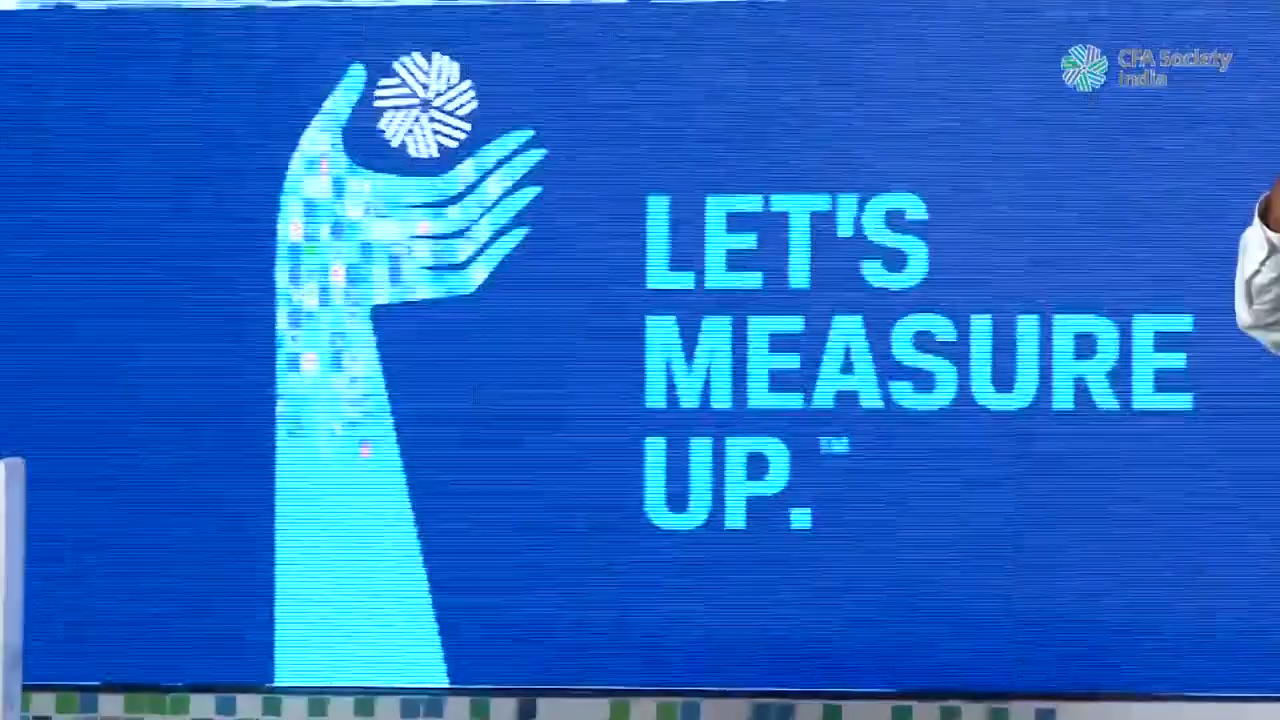 CFA Society
India
LET'S
MEASURE
UP.™